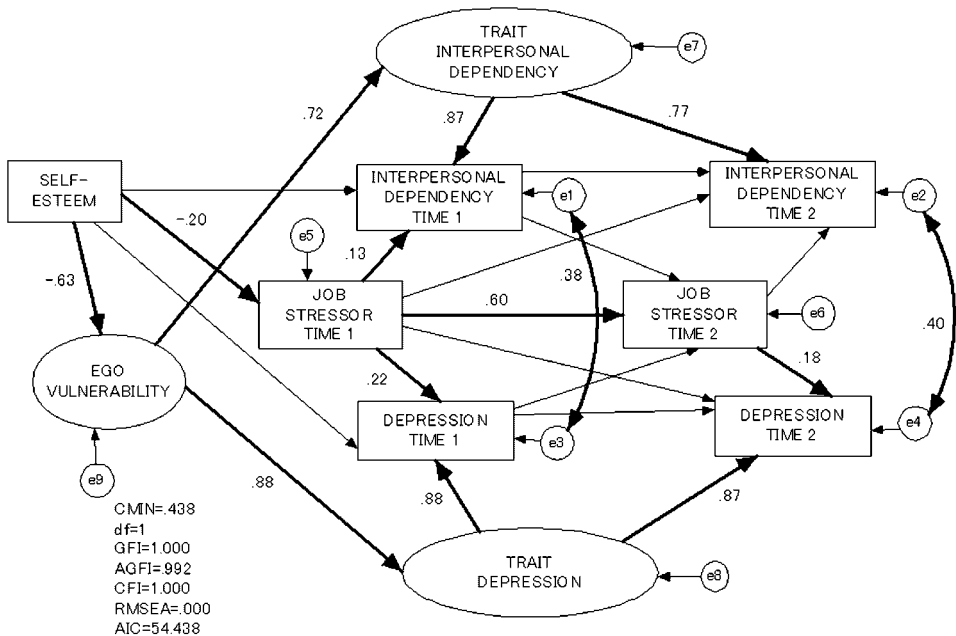 TRAIT
INTERPERSONAL
DEPENDENCY
e7
.72
.87
.77
SELF-
ESTEEM
INTERPERSONAL
DEPENDENCY
TIME 1
e1
INTERPERSONAL
DEPENDENCY
TIME 2
e2
-.20
e5
.13
.38
-.63
JOB
STRESSOR
TIME 1
.60
JOB
STRESSOR
TIME 2
e6
.40
EGO
VULNERABILITY
.22
.18
DEPRESSION
TIME 1
e3
DEPRESSION
TIME 2
e4
e9
.88
.88
.87
CMIN=.438
df=1
GFI=1.000
AGFI=.992
CFI=1.000
RMSEA=.000
AIC=54.438
TRAIT
DEPRESSION
e8